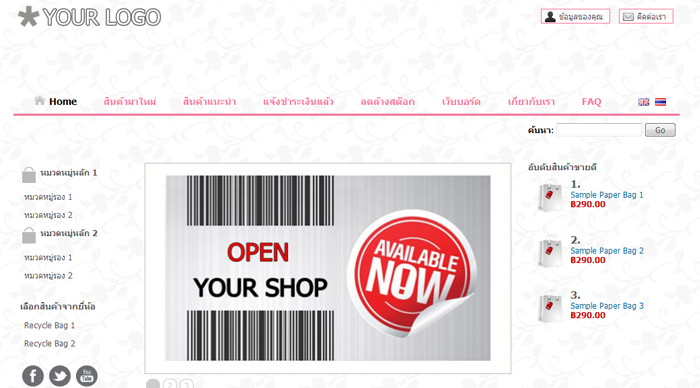 YOUR LOGO
ข้อมูลของคุณ
ติดต่อเรา
Home สินค้ามาใหม่ สินค้าแนะนำ แจ้งชำระเงินแล้ว ลดล้างสต๊อก เว็บบอร์ด เกี่ยวกับเรา FAQ
ค้นหา: Go
หมวดหมู่หลัก 1
หมวดหมู่รอง 1
หมวดหมู่รอง 2
หมวดหมู่หลัก 2
หมวดหมู่รอง 1
หมวดหมู่รอง 2
เลือกสินค้าจากยี่ห้อ
Recycle Bag 1
Recycle Bag 2
You Tube
OPEN
YOUR SHOP
AVAILABLE
NOW
1 2 3
อันดับสินค้าขายดี
1.
Sample Paper Bag 1
฿290.00
2.
Sample Paper Bag 2
฿290.00
3.
Sample Paper Bag 3
฿290.00